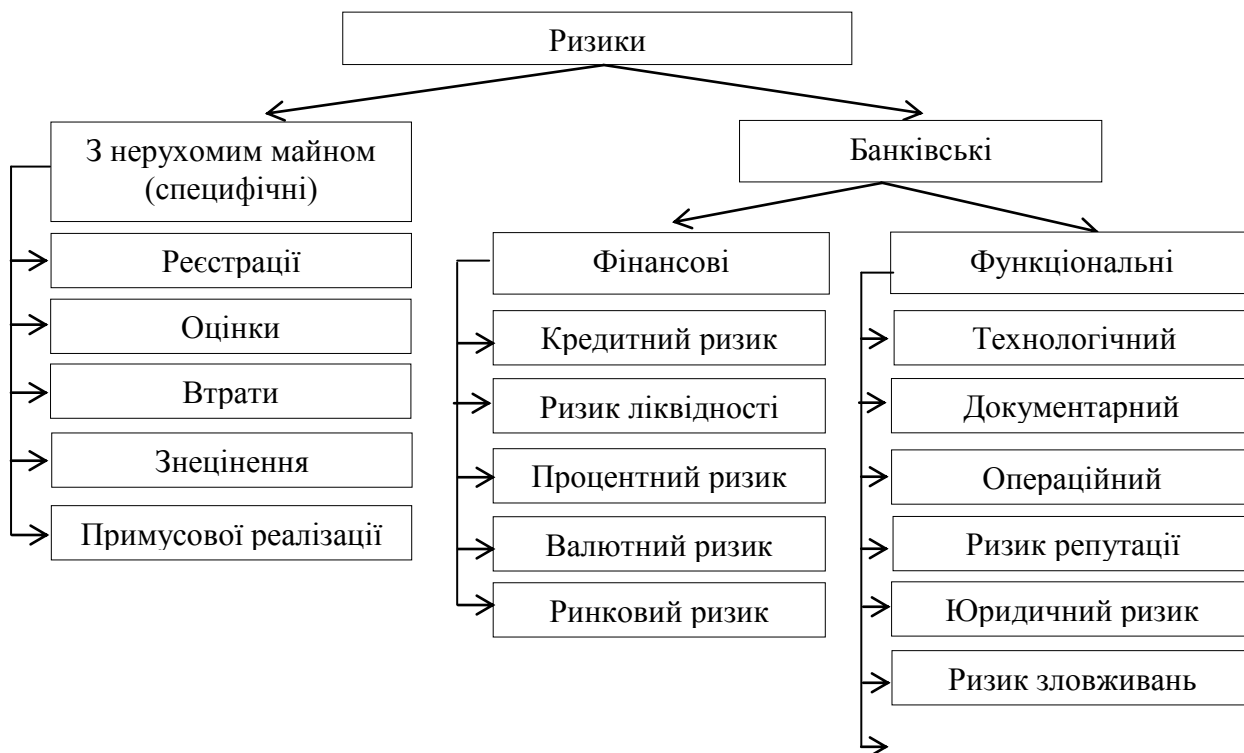 Ризики
З нерухомим майном
(специфічні)
Реєстрації
Оцінки
Втрати
Знецінення
Примусової реалізації
Банківські
Фінансові
Кредитний ризик
Ризик ліквідності
Процентний ризик
Валютний ризик
Ринковий ризик
Функціональні
Технологічний
Документарний
Операційний
Ризик репутації
Юридичний ризик
Ризик зловживань